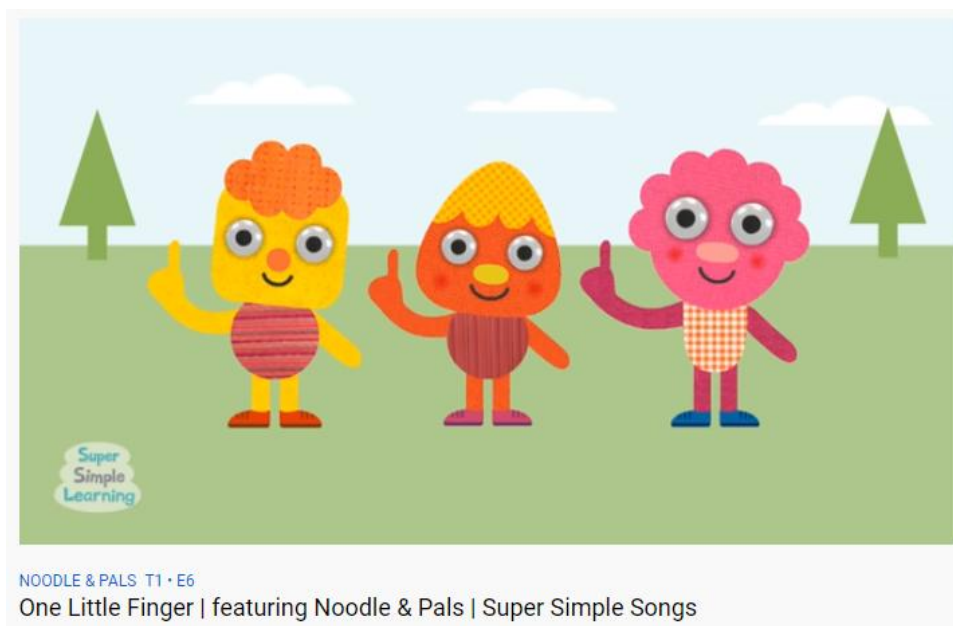 Super
Simple
Learning
NOODLE & PALS T1 • E6
One Little Finger | featuring Noodle & Pals | Super Simple Songs